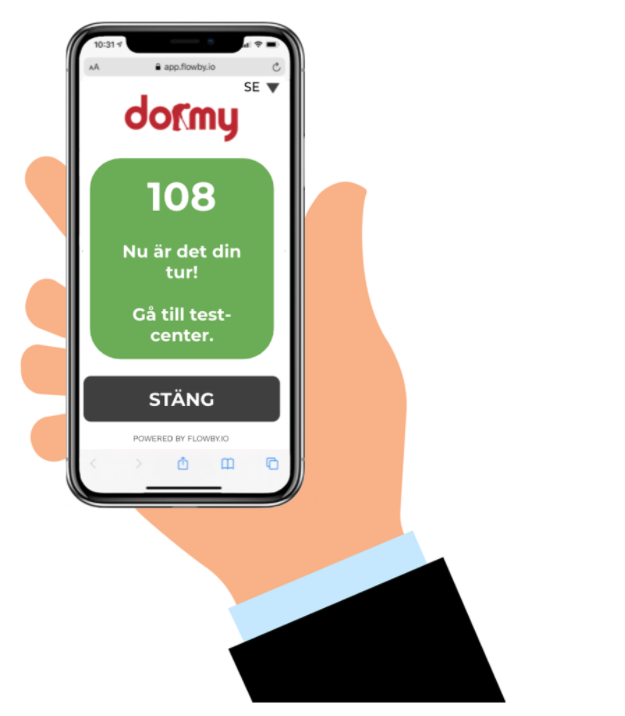 10:31
AA app.flowby.io
SE
dormy
108
Nu är det din
tur!
Gå till test-
center.
STÄNG
POWERED BY FLOWBY.IO